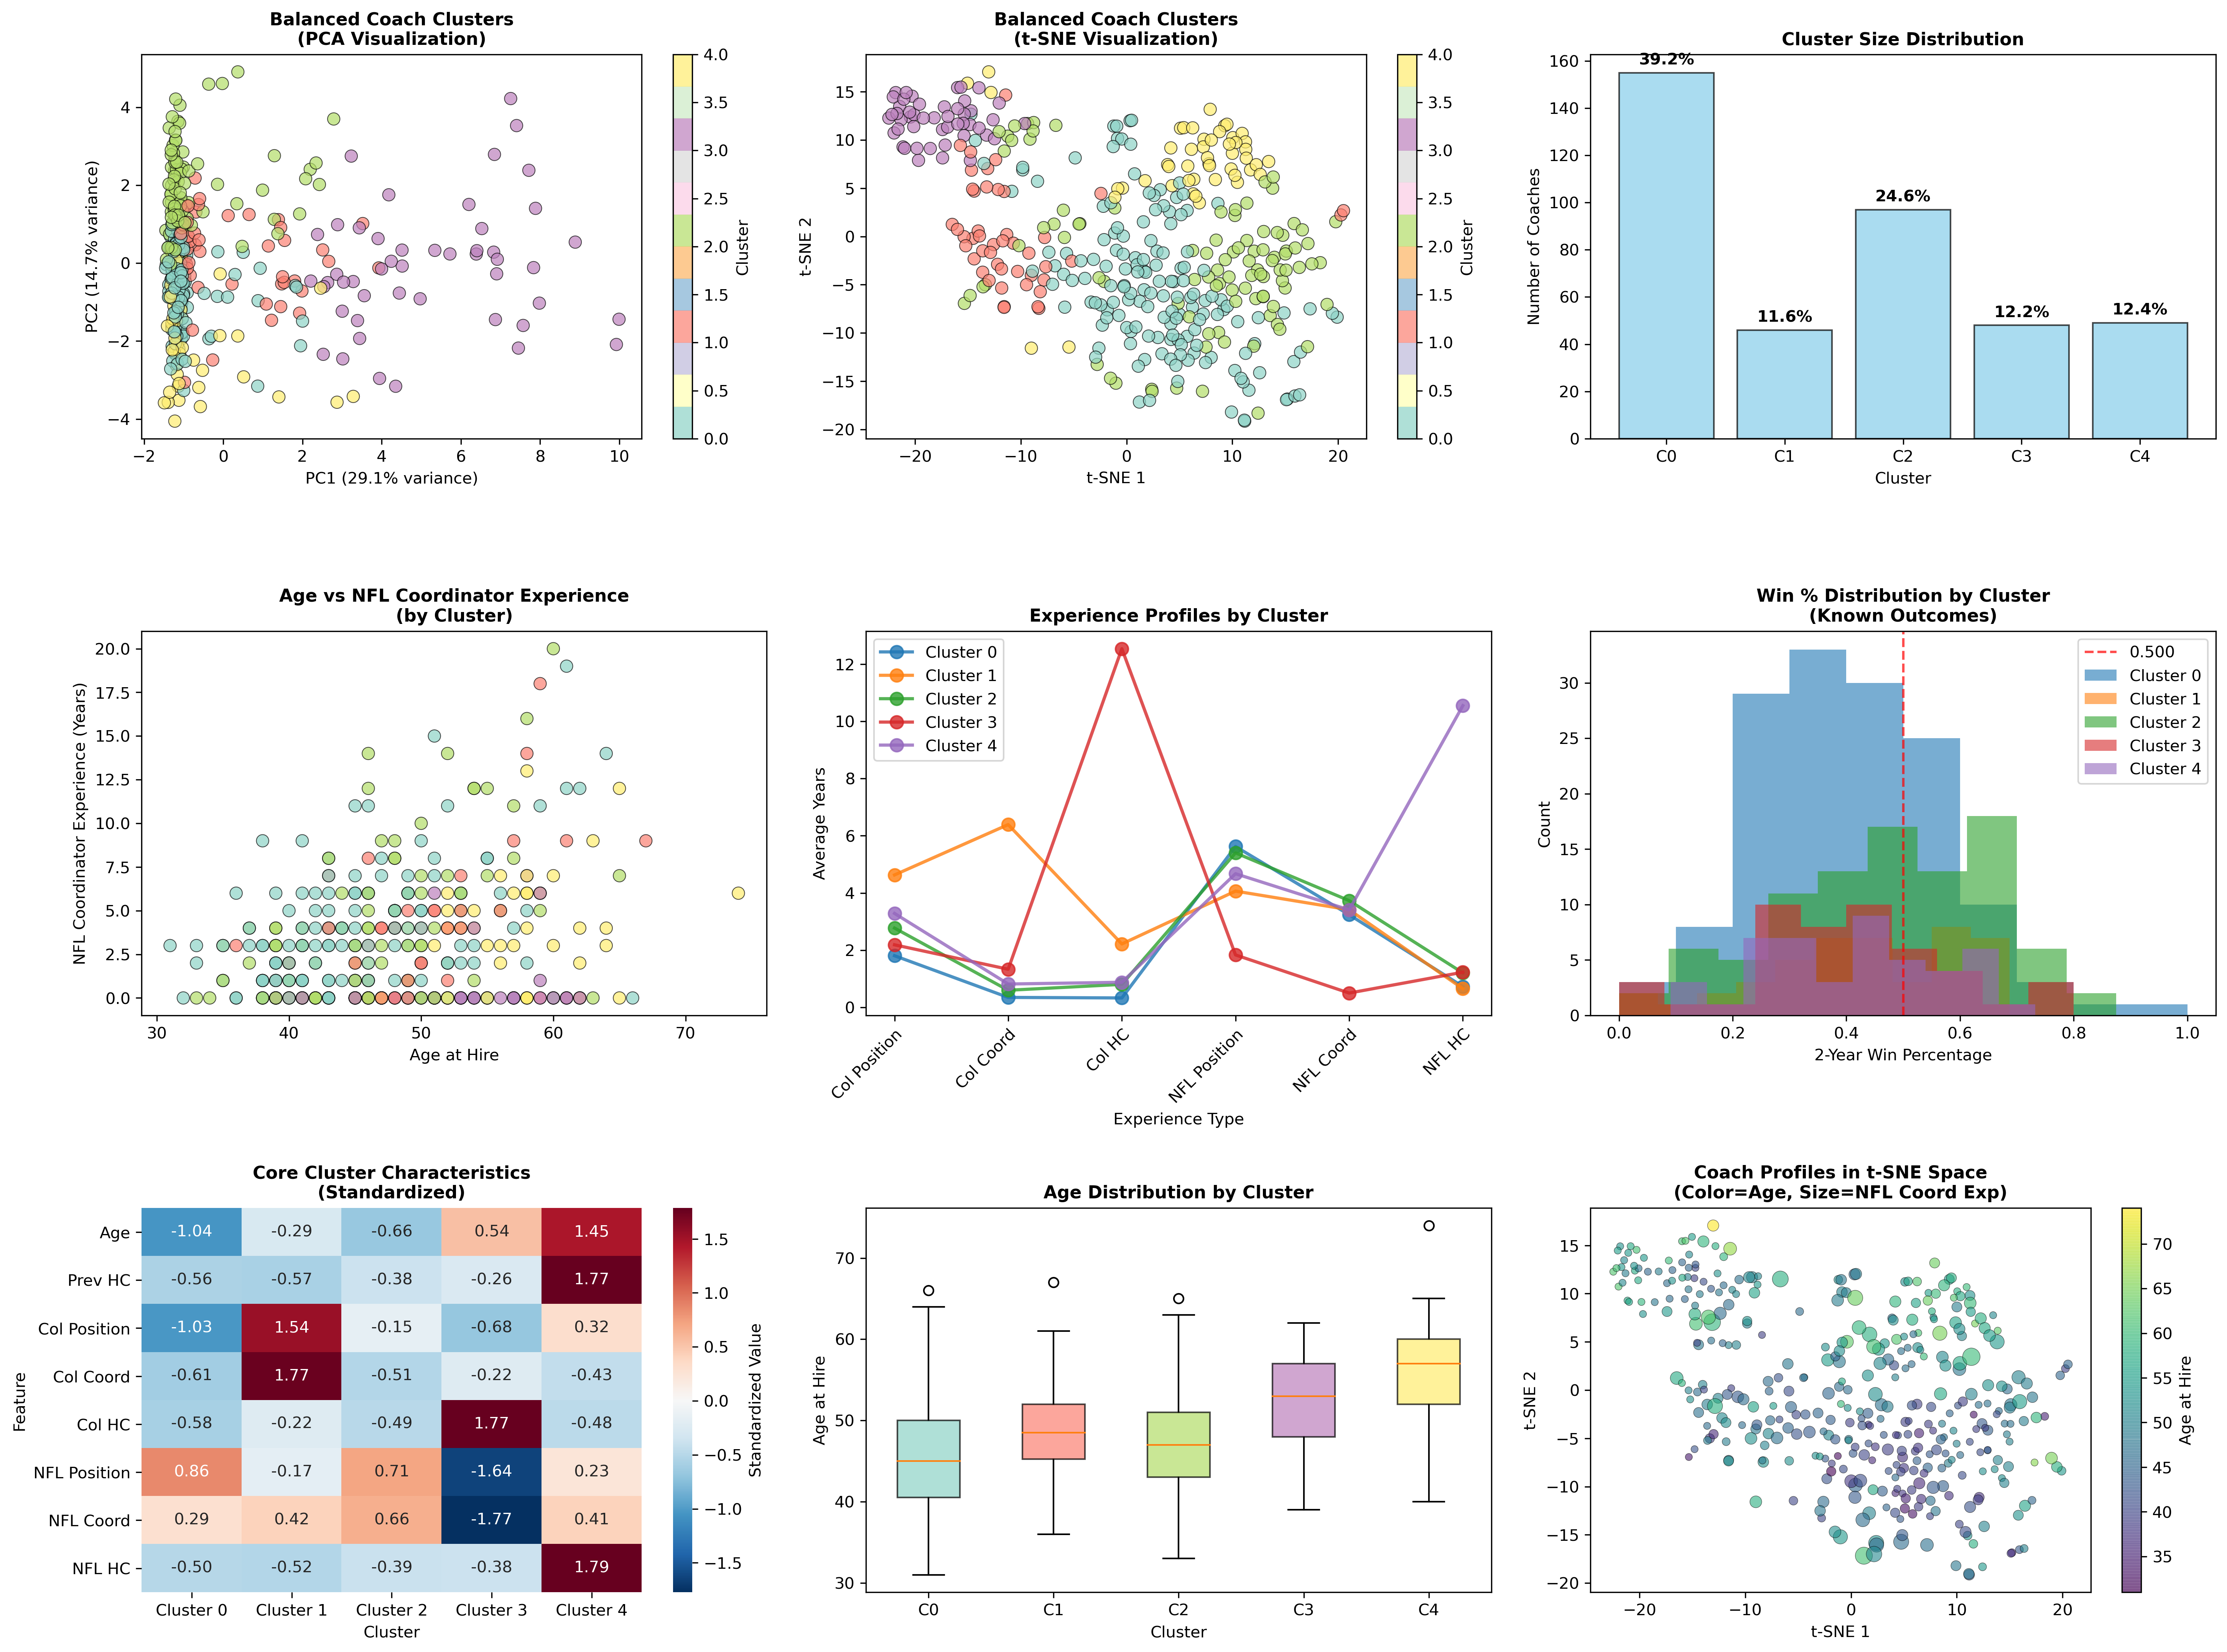 Balanced Coach Clusters
(PCA Visualization)
4
2
0
−2
−4
PC2 (14.7% variance)
−2 0 2 4 6 8 10
PC1 (29.1% variance)
4.0
3.5
3.0
2.5
2.0
1.5
1.0
0.5
0.0
Cluster
Balanced Coach Clusters
(t-SNE Visualization)
15
10
5
0
−5
−10
−15
−20
t-SNE 2
−20 −10 0 10 20
t-SNE 1
4.0
3.5
3.0
2.5
2.0
1.5
1.0
0.5
0.0
Cluster
Cluster Size Distribution
160
140
120
100
80
60
40
20
0
Number of Coaches
39.2%
11.6%
24.6%
12.2%
12.4%
C0 C1 C2 C3 C4
Cluster
Age vs NFL Coordinator Experience
(by Cluster)
20.0
17.5
15.0
12.5
10.0
7.5
5.0
2.5
0.0
NFL Coordinator Experience (Years)
30 40 50 60 70
Age at Hire
Experience Profiles by Cluster
Cluster 0
Cluster 1
Cluster 2
Cluster 3
Cluster 4
12
10
8
6
4
2
0
Average Years
Col Position
Col Coord
Col HC
NFL Position
NFL Coord
NFL HC
Experience Type
Win % Distribution by Cluster
(Known Outcomes)
0.500
Cluster 0
Cluster 1
Cluster 2
Cluster 3
Cluster 4
30
25
20
15
10
5
0
Count
0.0 0.2 0.4 0.6 0.8 1.0
2-Year Win Percentage
Core Cluster Characteristics
(Standardized)
Feature
Age -1.04 -0.29 -0.66 0.54 1.45
Prev HC -0.56 -0.57 -0.38 -0.26 1.77
Col Position -1.03 1.54 -0.15 -0.68 0.32
Col Coord -0.61 1.77 -0.51 -0.22 -0.43
Col HC -0.58 -0.22 -0.49 1.77 -0.48
NFL Position 0.86 -0.17 0.71 -1.64 0.23
NFL Coord 0.29 0.42 0.66 -1.77 0.41
NFL HC -0.50 -0.52 -0.39 -0.38 1.79
Cluster 0 Cluster 1 Cluster 2 Cluster 3 Cluster 4
Cluster
1.5
1.0
0.5
0.0
−0.5
−1.0
−1.5
Standardized Value
Age Distribution by Cluster
70
60
50
40
30
Age at Hire
C0 C1 C2 C3 C4
Cluster
Coach Profiles in t-SNE Space
(Color=Age, Size=NFL Coord Exp)
15
10
5
0
−5
−10
−15
−20
t-SNE 2
−20 −10 0 10 20
t-SNE 1
70
65
60
55
50
45
40
35
Age at Hire